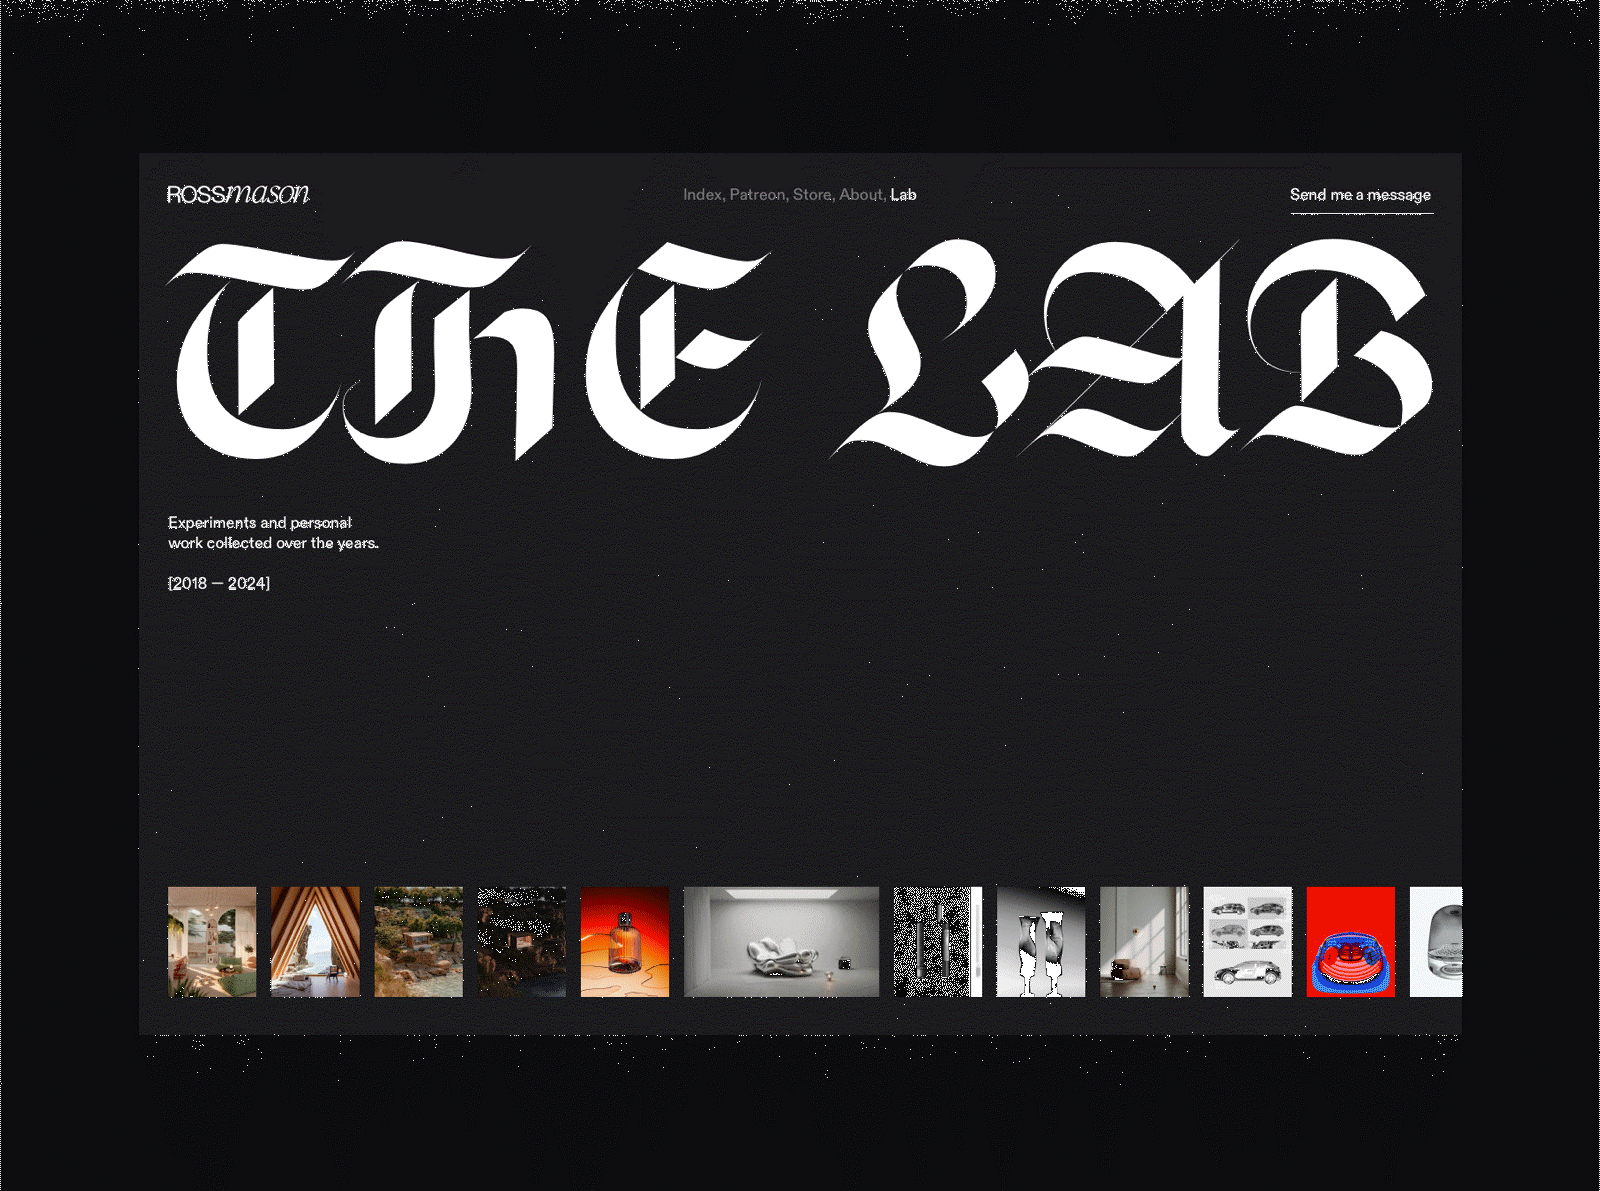 ROSSmason
Index, Patreon, Store, About, Lab
Send me a message
ThE LAB
Experiments and personal
work collected over the years.
[2018 — 2024]